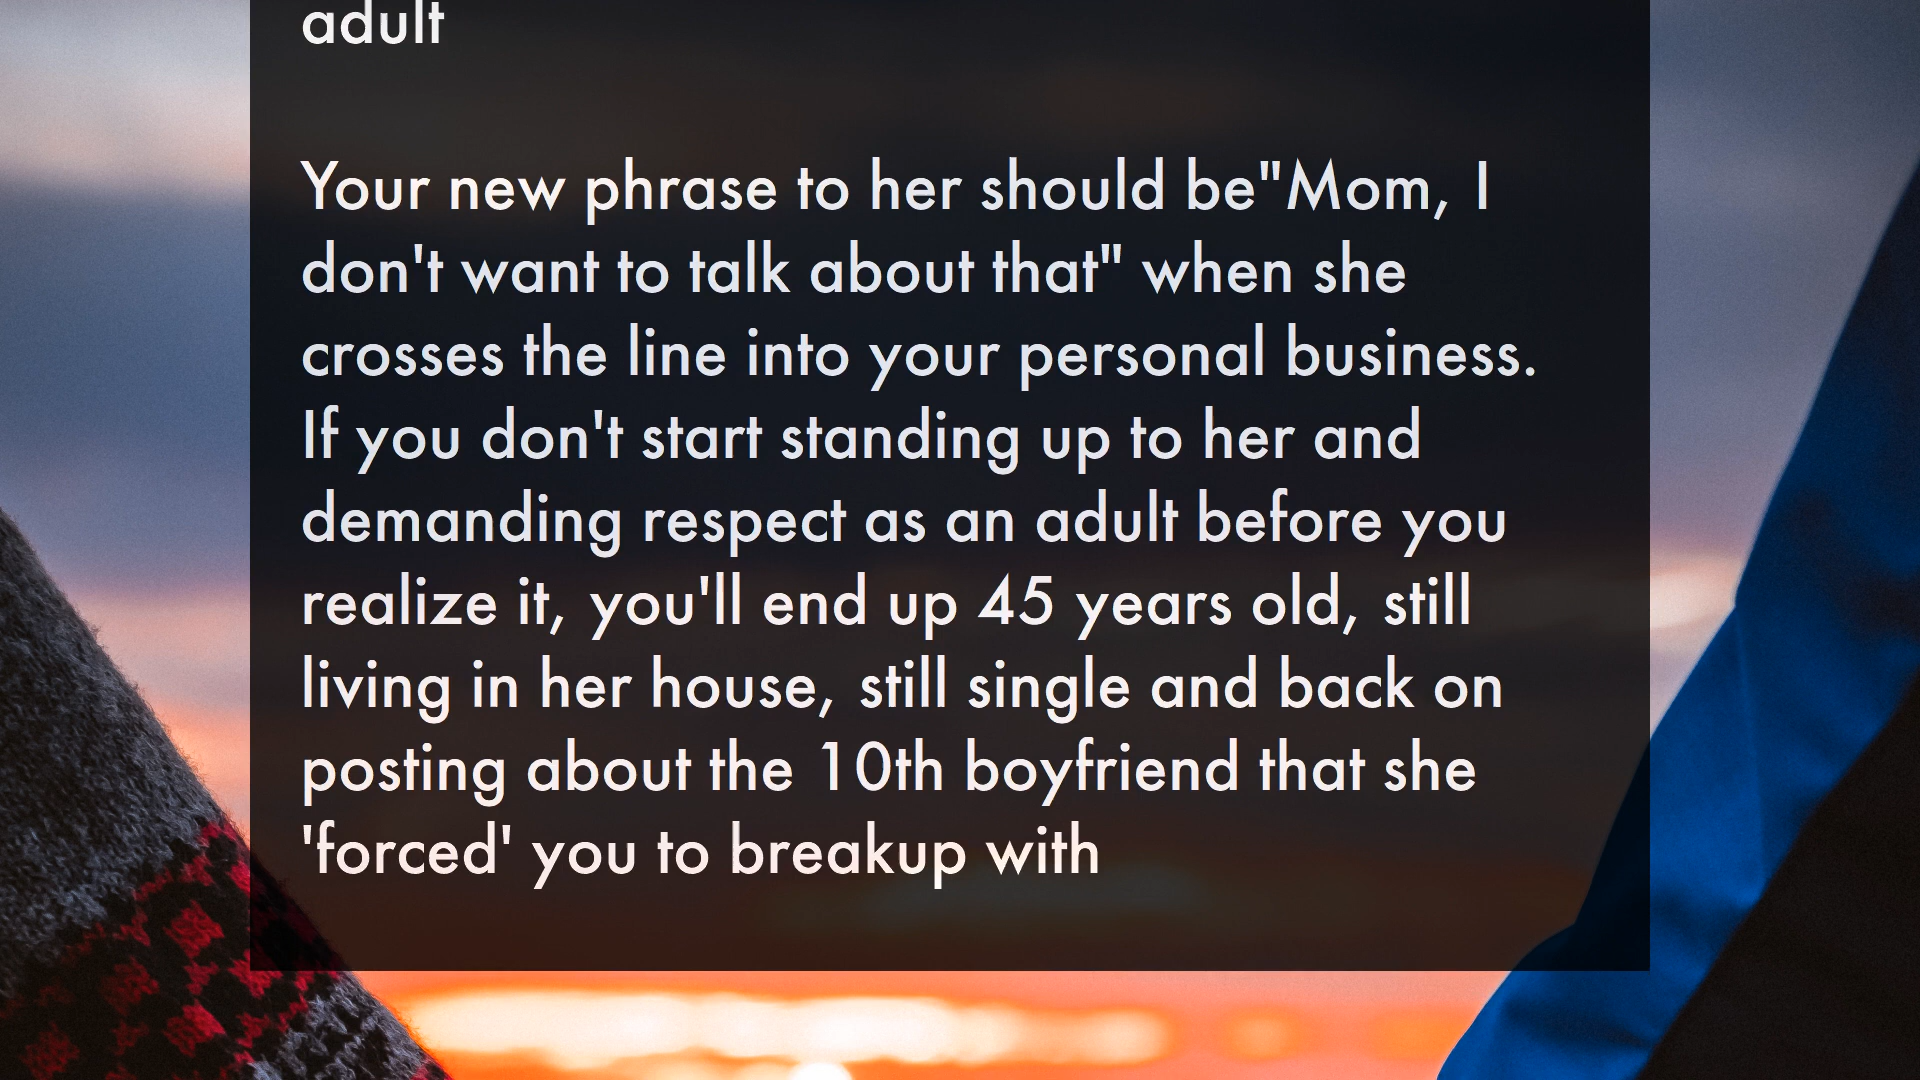 adult
Your new phrase to her should be"Mom, I
don't want to talk about that" when she
crosses the line into your personal business.
If you don't start standing up to her and
demanding respect as an adult before you
realize it, you'll end up 45 years old, still
living in her house, still single and back on
posting about the 10th boyfriend that she
'forced' you to breakup with